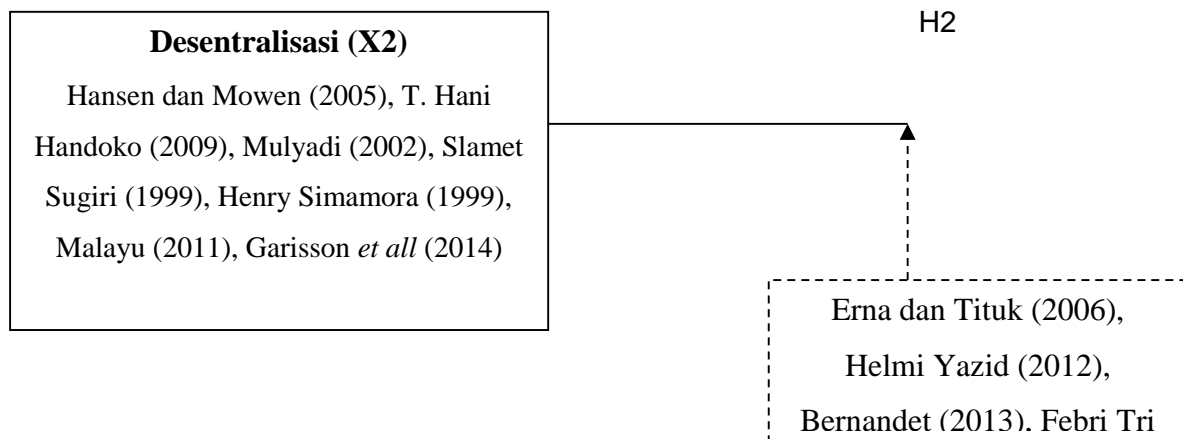 H2
Desentralisasi (X2)
Hansen dan Mowen (2005), T. Hani
Handoko (2009), Mulyadi (2002), Slamet
Sugiri (1999), Henry Simamora (1999),
Malayu (2011), Garisson et all (2014)
Erna dan Tituk (2006),
Helmi Yazid (2012),
Bernandet (2013), Febri Tri